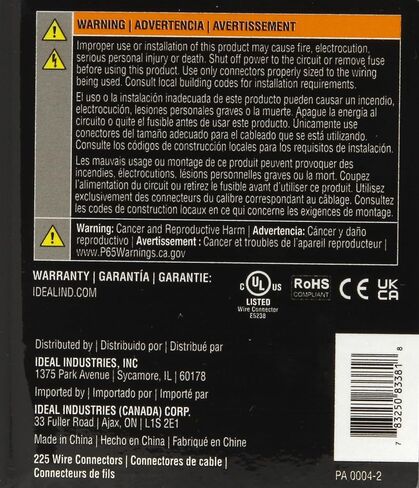 WARNING | ADVERTENCIA | AVERTISSEMENT
Improper use or installation of this product may cause fire, electrocution,
serious personal injury or death. Shut off power to the circuit or remove fuse
before using this product. Use only connectors properly sized to the wiring
being used. Consult local building codes for installation requirements.
El uso o la instalación inadecuada de este producto pueden causar un incendio,
electrocución, lesiones personales graves o la muerte. Apague la energía al
circuito o quite el fusible antes de usar este producto. Únicamente use
conectores del tamaño adecuado para el cableado que se está utilizando.
Consulte los códigos de construcción locales para los requisitos de instalación.
Les mauvais usage ou montage de ce produit peuvent provoquer des
incendies, électrocutions, lésions personnelles graves ou la mort. Coupez
l'alimentation du circuit ou retirez le fusible avant d'utiliser ce produit. Utilisez
exclusivement des connecteurs du calibre correspondant au câblage. Consultez
les codes de construction locaux en ce qui concerne les exigences de montage.
Warning: Cancer and Reproductive Harm | Advertencia: Cáncer y daño
reproductivo | Avertissement : Cancer et troubles de l'appareil reproducteur |
www.P65Warnings.ca.gov
WARRANTY | GARANTÍA | GARANTIE:
IDEALIND.COM
C UL US
LISTED
Wire Connector
E5238
RoHS
COMPLIANT
CE
UK
CA
Distributed by | Distribuido por | Distribué par
IDEAL INDUSTRIES, INC
1375 Park Avenue | Sycamore, IL | 60178
Imported by | Importado por | Importé par
IDEAL INDUSTRIES (CANADA) CORP.
33 Fuller Road | Ajax, ON | L1S 2E1
Made in China | Hecho en China | Fabriqué en Chine
225 Wire Connectors | Conectores de cable |
Connecteurs de fils
7 83250 83381 8
PA 0004-2